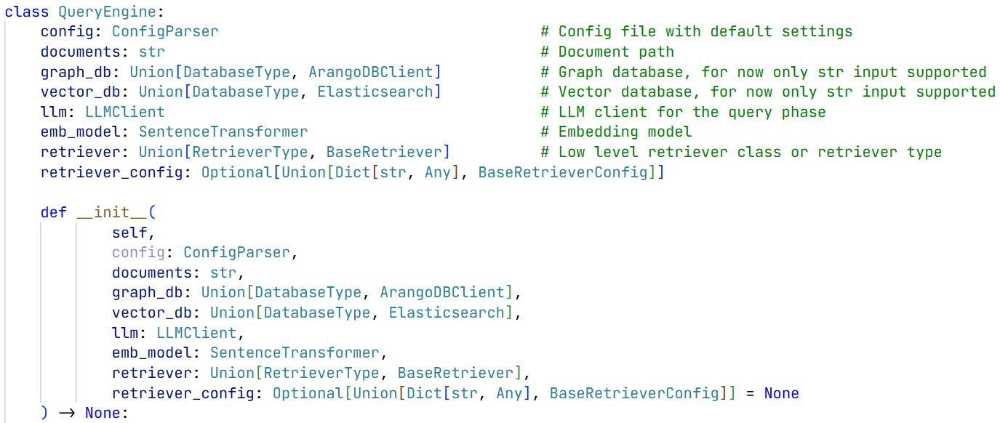 class QueryEngine:
    config: ConfigParser                                    # Config file with default settings
    documents: str                                          # Document path
    graph_db: Union[DatabaseType, ArangoDBClient]           # Graph database, for now only str input supported
    vector_db: Union[DatabaseType, Elasticsearch]           # Vector database, for now only str input supported
    llm: LLMClient                                          # LLM client for the query phase
    emb_model: SentenceTransformer                          # Embedding model
    retriever: Union[RetrieverType, BaseRetriever]          # Low level retriever class or retriever type
    retriever_config: Optional[Union[Dict[str, Any], BaseRetrieverConfig]]

    def __init__(
            self,
            config: ConfigParser,
            documents: str,
            graph_db: Union[DatabaseType, ArangoDBClient],
            vector_db: Union[DatabaseType, Elasticsearch],
            llm: LLMClient,
            emb_model: SentenceTransformer,
            retriever: Union[RetrieverType, BaseRetriever],
            retriever_config: Optional[Union[Dict[str, Any], BaseRetrieverConfig]] = None
    ) -> None: